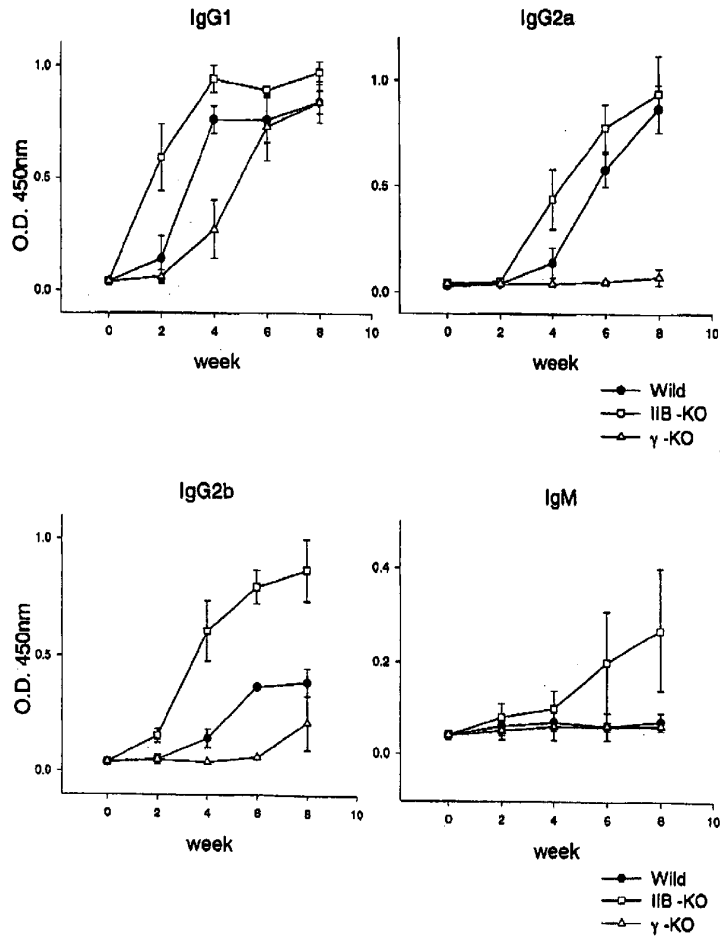 IgG1
IgG2a
1.0
0.5
0.0
O.D. 450nm
0 2 4 6 8 10
week
1.0
0.5
0.0
0 2 4 6 8 10
week
Wild
IIB -KO
γ -KO
IgG2b
IgM
1.0
0.5
0.0
O.D. 450nm
0 2 4 6 8 10
week
0.4
0.2
0.0
0 2 4 6 8 10
week
Wild
IIB -KO
γ -KO